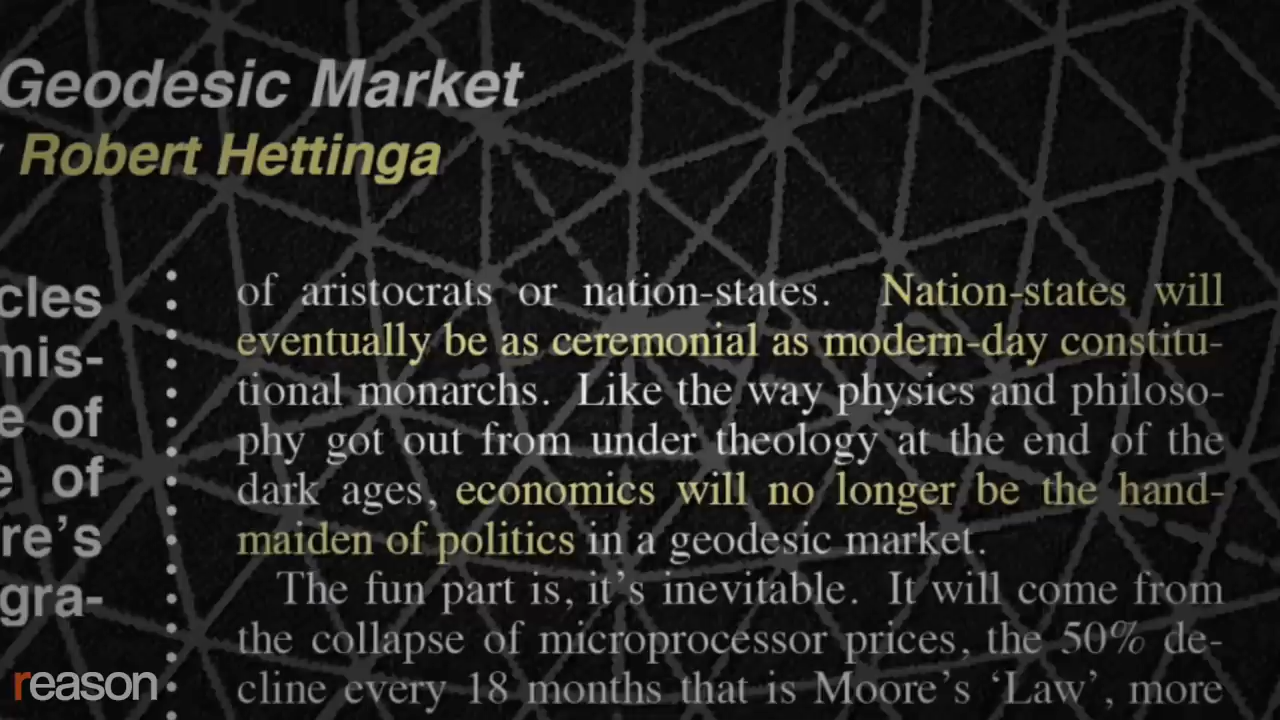 Geodesic Market
Robert Hettinga
cles
mis-
e of
e of
re's
gra-
of aristocrats or nation-states. Nation-states will
eventually be as ceremonial as modern-day constitu-
tional monarchs. Like the way physics and philoso-
phy got out from under theology at the end of the
dark ages, economics will no longer be the hand-
maiden of politics in a geodesic market.
The fun part is, it's inevitable. It will come from
the collapse of microprocessor prices, the 50% de-
cline every 18 months that is Moore's ‘Law’, more
reason